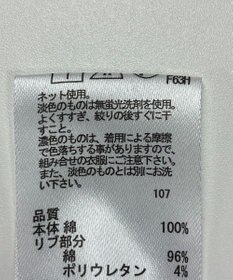 F63H
ネット使用。
淡色のものは無蛍光洗剤を使用。
よくすすぎ、絞りの後すぐに干
すこと。
濃色のものは、着用による摩擦
で色落ちする事がありますので、
組み合せの衣服にご注意下さい。
また、淡色のものとは別にお洗
い下さい。
107
品質
本体 綿 100%
リブ部分
綿 96%
ポリウレタン 4%